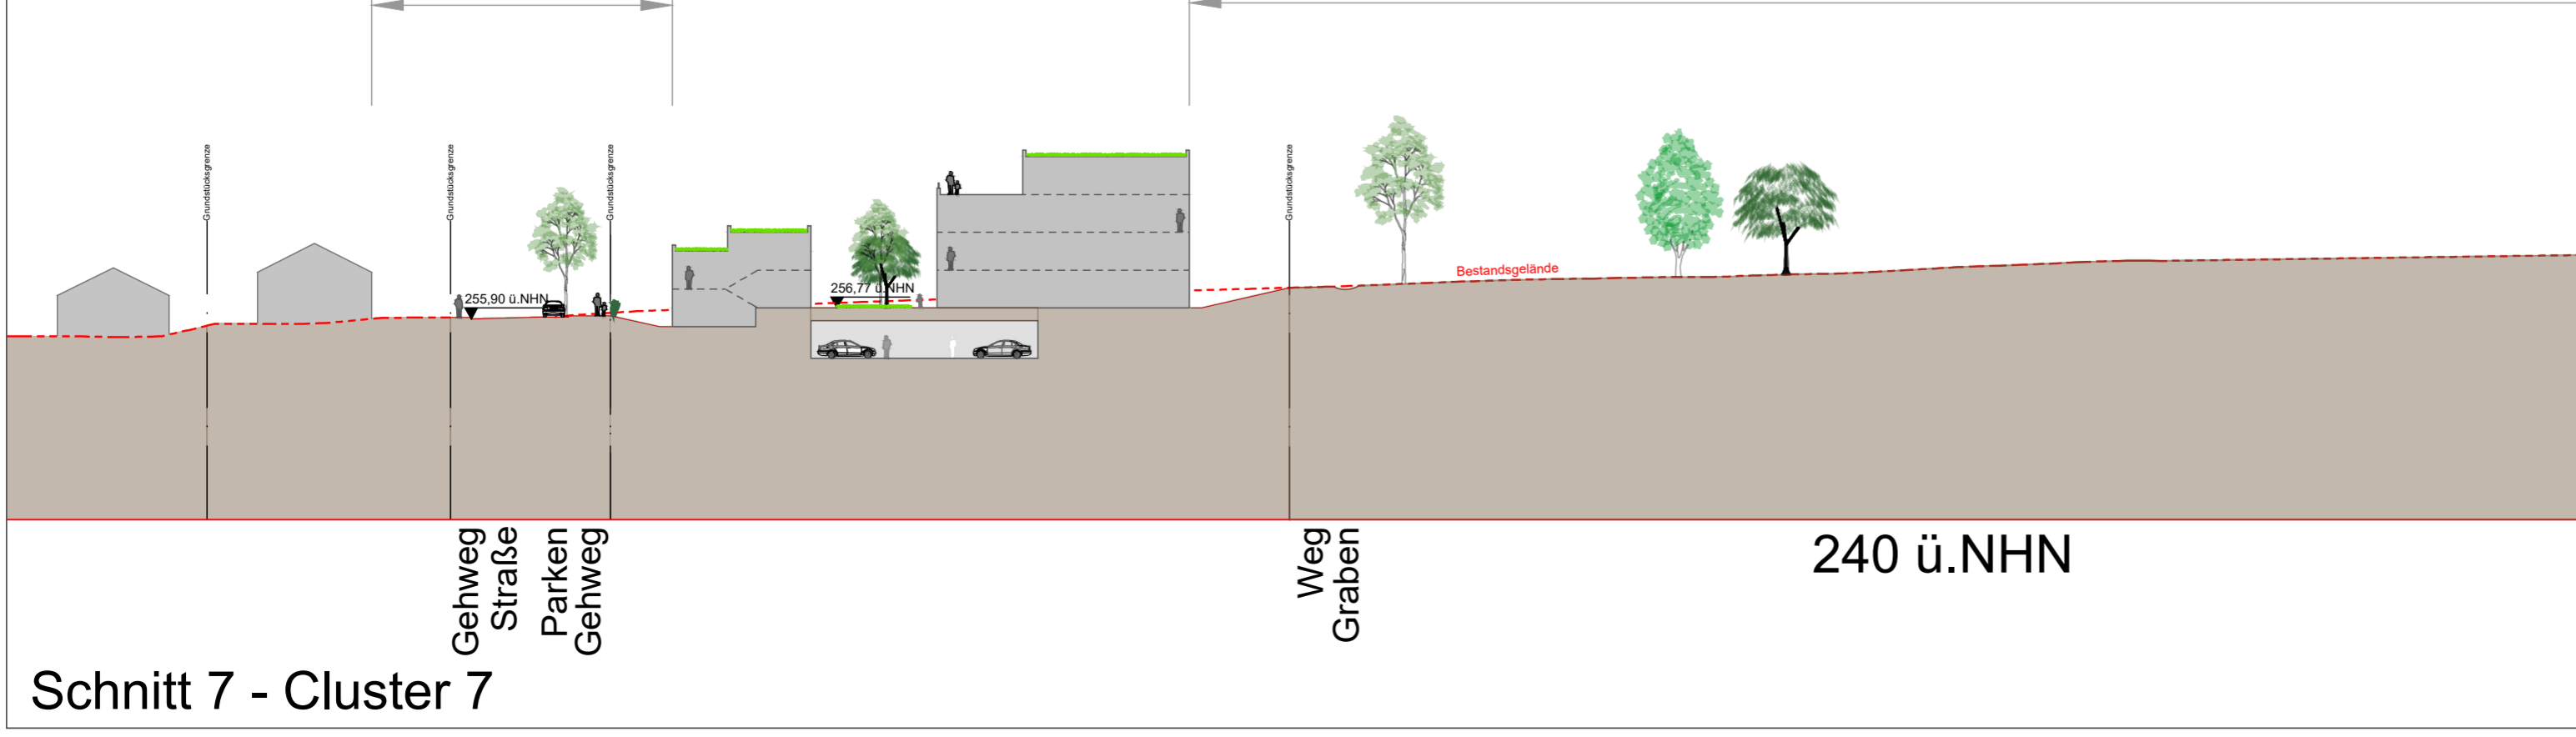 Grundstücksgrenze
Grundstücksgrenze
Grundstücksgrenze
Grundstücksgrenze
255,90 ü.NHN
256,77 ü.NHN
Bestandsgelände
Gehweg
Straße
Parken
Gehweg
Weg
Graben
240 ü.NHN
Schnitt 7 - Cluster 7